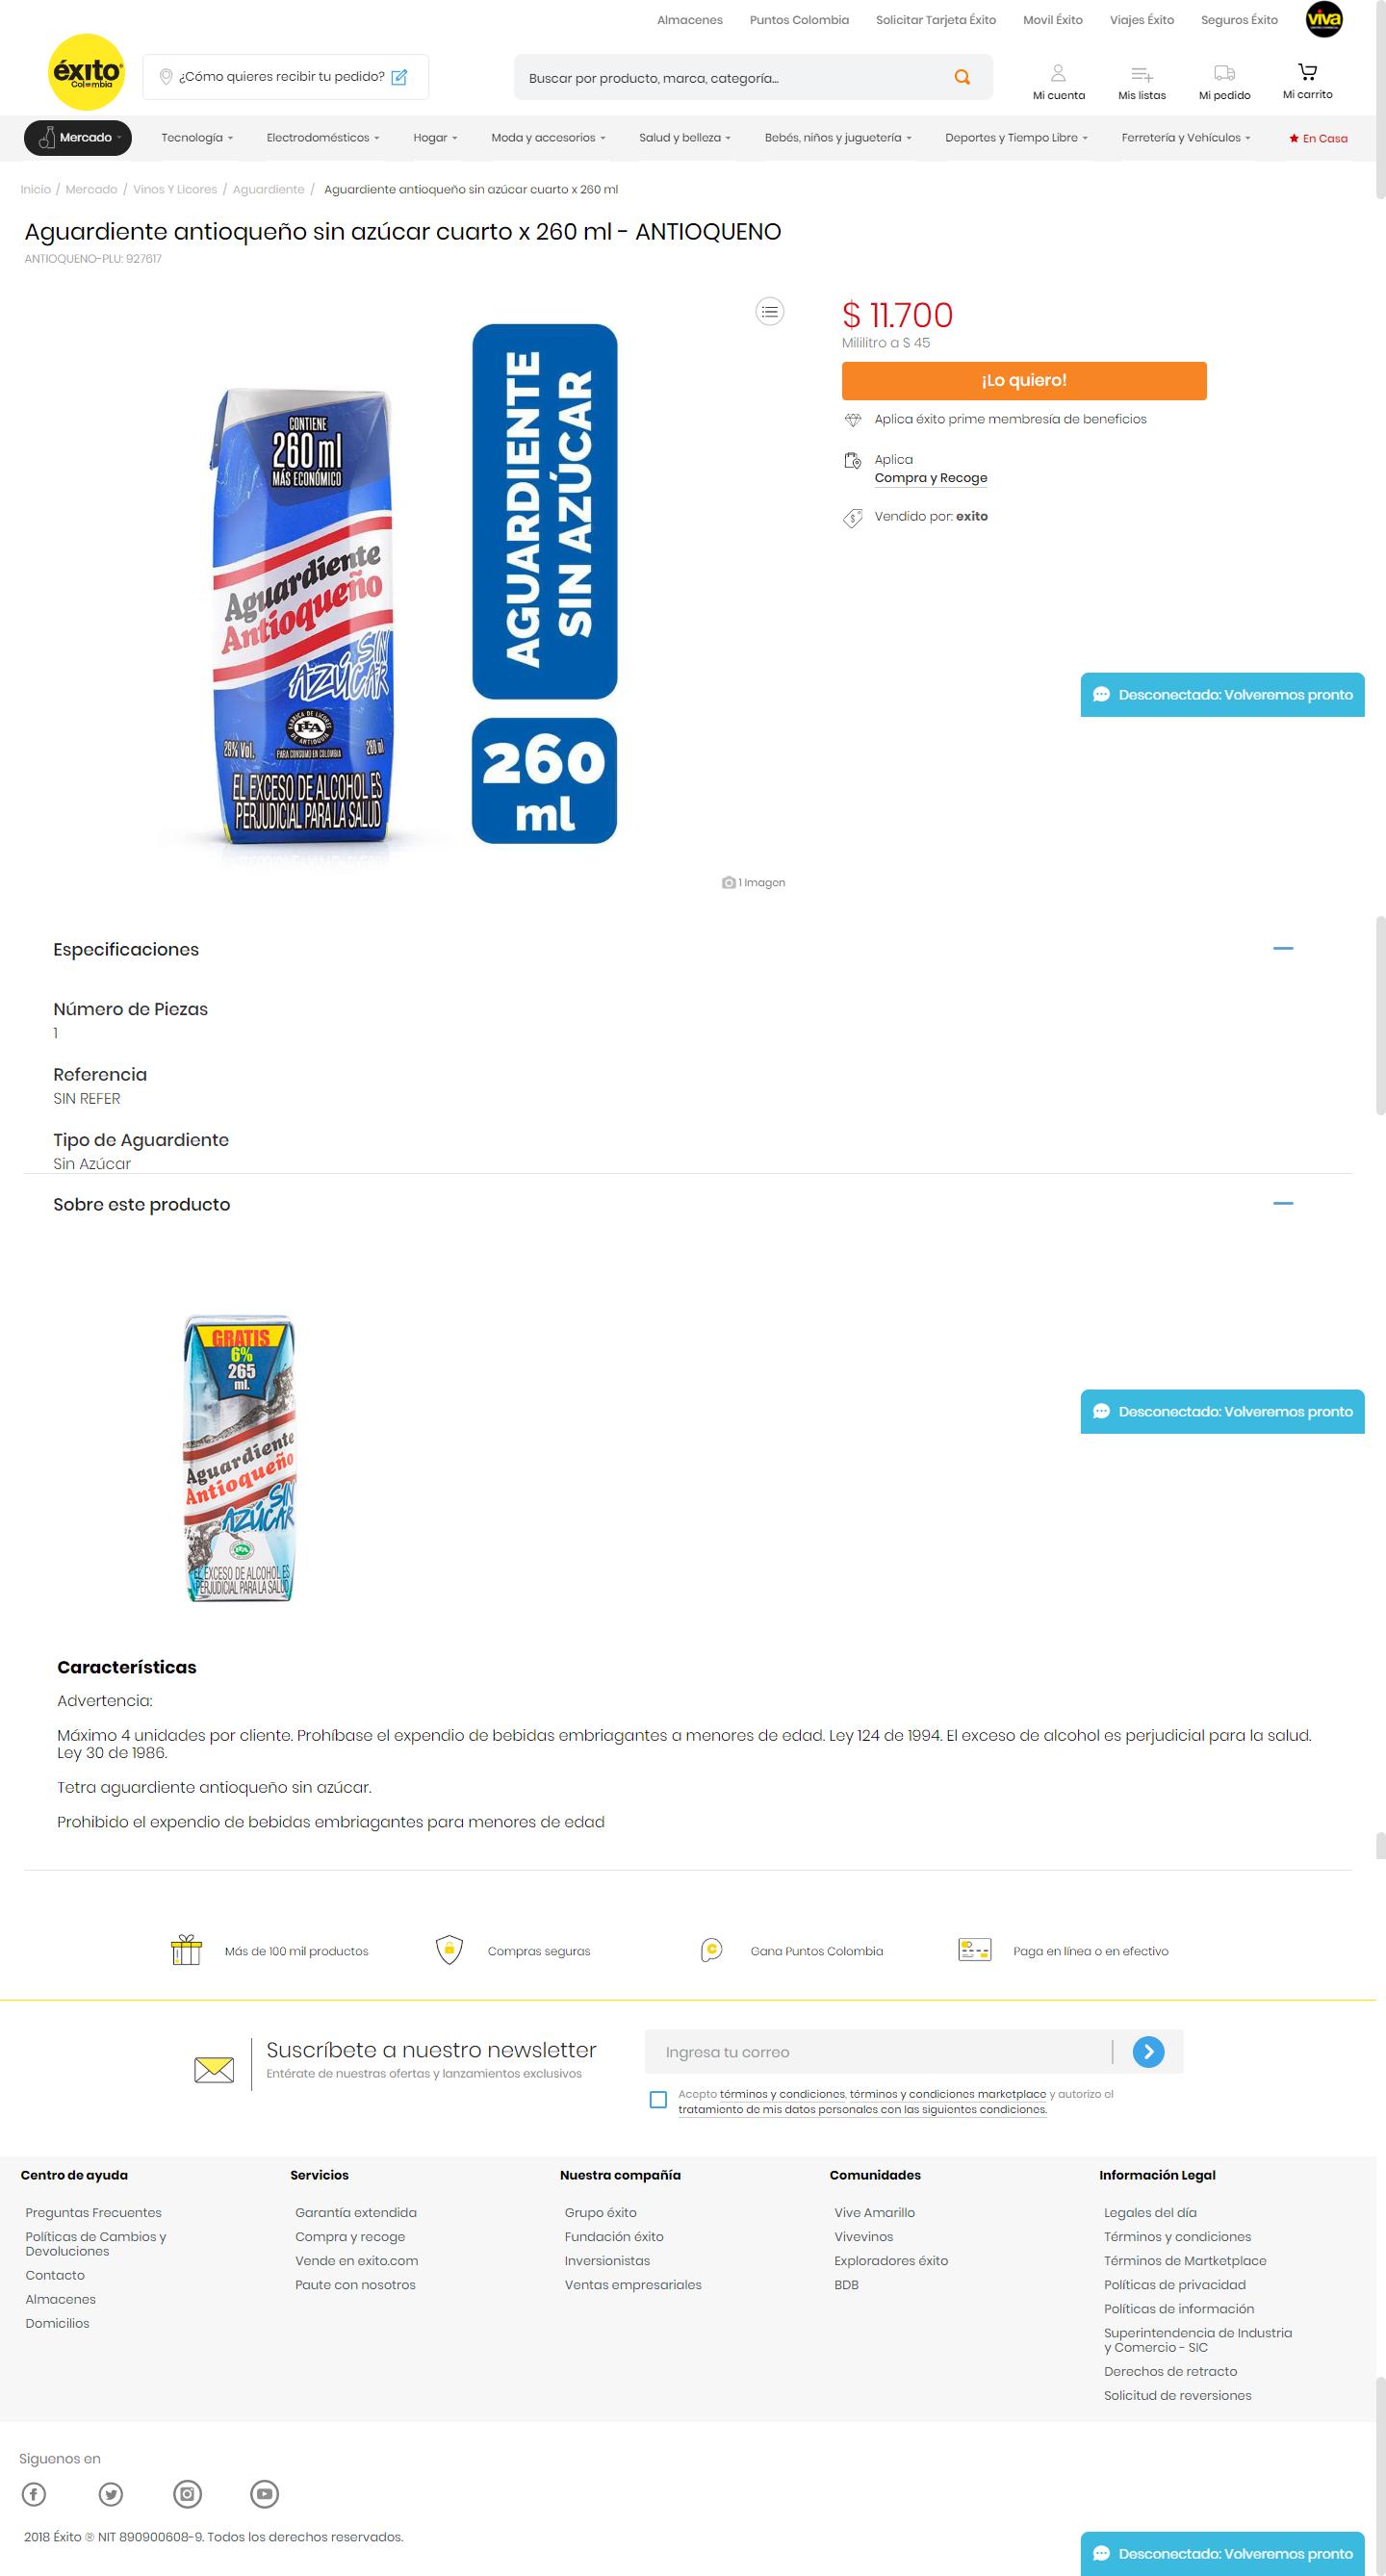 Almacenes Puntos Colombia Solicitar Tarjeta Éxito Movil Éxito Viajes Éxito Seguros Éxito viva
éxito
Colombia
¿Cómo quieres recibir tu pedido?
Buscar por producto, marca, categoría...
Mi cuenta Mis listas Mi pedido Mi carrito
Mercado Tecnología Electrodomésticos Hogar Moda y accesorios Salud y belleza Bebés, niños y juguetería Deportes y Tiempo Libre Ferretería y Vehículos En Casa
Inicio / Mercado / Vinos Y Licores / Aguardiente / Aguardiente antioqueño sin azúcar cuarto x 260 ml
Aguardiente antioqueño sin azúcar cuarto x 260 ml - ANTIOQUENO
ANTIOQUENO-PLU: 927617
CONTIENE
260 ml
MÁS ECONÓMICO
Aguardiente
Antioqueño
SIN
AZÚCAR
FÁBRICA DE LICORES DE ANTIOQUIA
FLA
29% Vol.
PARA CONSUMO EN COLOMBIA
260 ml
EL EXCESO DE ALCOHOL ES
PERJUDICIAL PARA LA SALUD
AGUARDIENTE
SIN AZÚCAR
260
ml
1 Imagen
$ 11.700
Mililitro a $ 45
¡Lo quiero!
Aplica éxito prime membresía de beneficios
Aplica
Compra y Recoge
Vendido por: exito
Desconectado: Volveremos pronto
Especificaciones
Número de Piezas
1
Referencia
SIN REFER
Tipo de Aguardiente
Sin Azúcar
Sobre este producto
GRATIS
6%
265
ml.
Aguardiente
Antioqueño
SIN
AZÚCAR
EL EXCESO DE ALCOHOL ES
PERJUDICIAL PARA LA SALUD
Desconectado: Volveremos pronto
Características
Advertencia:
Máximo 4 unidades por cliente. Prohíbase el expendio de bebidas embriagantes a menores de edad. Ley 124 de 1994. El exceso de alcohol es perjudicial para la salud.
Ley 30 de 1986.
Tetra aguardiente antioqueño sin azúcar.
Prohibido el expendio de bebidas embriagantes para menores de edad
Más de 100 mil productos Compras seguras Gana Puntos Colombia Paga en línea o en efectivo
Suscríbete a nuestro newsletter
Entérate de nuestras ofertas y lanzamientos exclusivos
Ingresa tu correo
Acepto términos y condiciones, términos y condiciones marketplace y autorizo el
tratamiento de mis datos personales con las siguientes condiciones.
Centro de ayuda
Preguntas Frecuentes
Políticas de Cambios y
Devoluciones
Contacto
Almacenes
Domicilios
Servicios
Garantía extendida
Compra y recoge
Vende en exito.com
Paute con nosotros
Nuestra compañía
Grupo éxito
Fundación éxito
Inversionistas
Ventas empresariales
Comunidades
Vive Amarillo
Vivevinos
Exploradores éxito
BDB
Información Legal
Legales del día
Términos y condiciones
Términos de Martketplace
Políticas de privacidad
Políticas de información
Superintendencia de Industria
y Comercio - SIC
Derechos de retracto
Solicitud de reversiones
Siguenos en
2018 Éxito ® NIT 890900608-9. Todos los derechos reservados.
Desconectado: Volveremos pronto